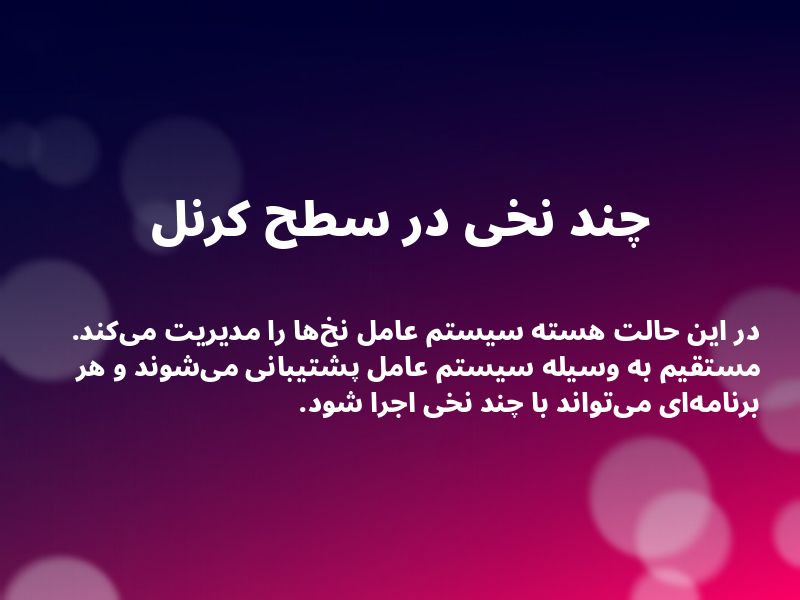 چند نخی در سطح کرنل
در این حالت هسته سیستم عامل نخ‌ها را مدیریت می‌کند.
مستقیم به وسیله سیستم عامل پشتیبانی می‌شوند و هر
برنامه‌ای می‌تواند با چند نخی اجرا شود.